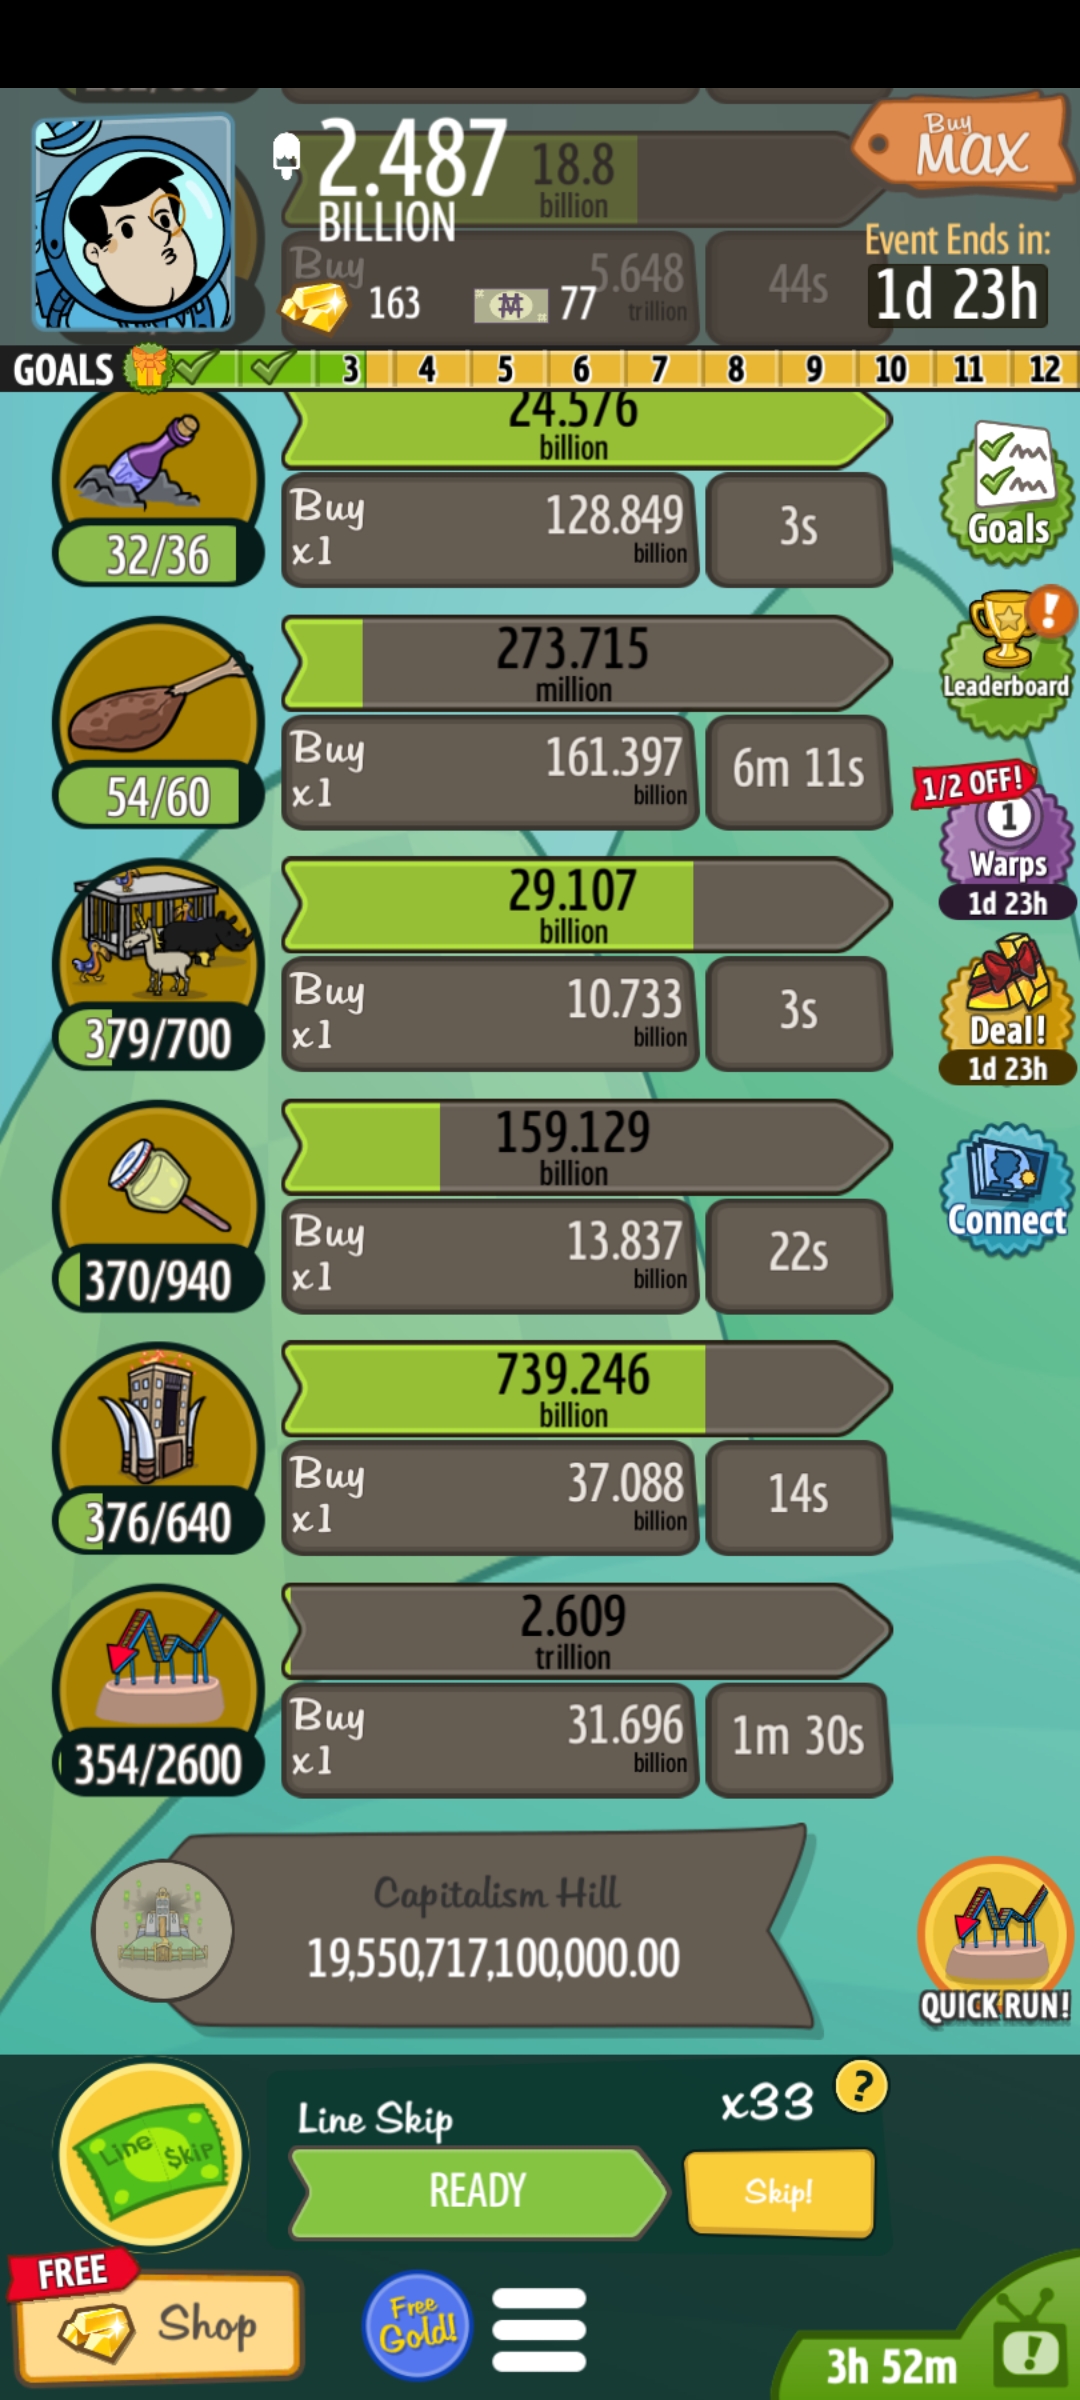 2.487
BILLION
18.8
billion
Buy
MAX
Buy
5.648
trillion
44s
163
77
Event Ends in:
1d 23h
GOALS
3
4
5
6
7
8
9
10
11
12
24.576
billion
32/36
Buy
x1
128.849
billion
3s
Goals
273.715
million
54/60
Buy
x1
161.397
billion
6m 11s
Leaderboard
!
1/2 OFF!
1
Warps
1d 23h
29.107
billion
379/700
Buy
x1
10.733
billion
3s
Deal!
1d 23h
159.129
billion
370/940
Buy
x1
13.837
billion
22s
Connect
739.246
billion
376/640
Buy
x1
37.088
billion
14s
2.609
trillion
354/2600
Buy
x1
31.696
billion
1m 30s
Capitalism Hill
19,550,717,100,000.00
QUICK RUN!
Line $kip
Line Skip
x33
?
READY
Skip!
FREE
Shop
Free
Gold!
3h 52m
!